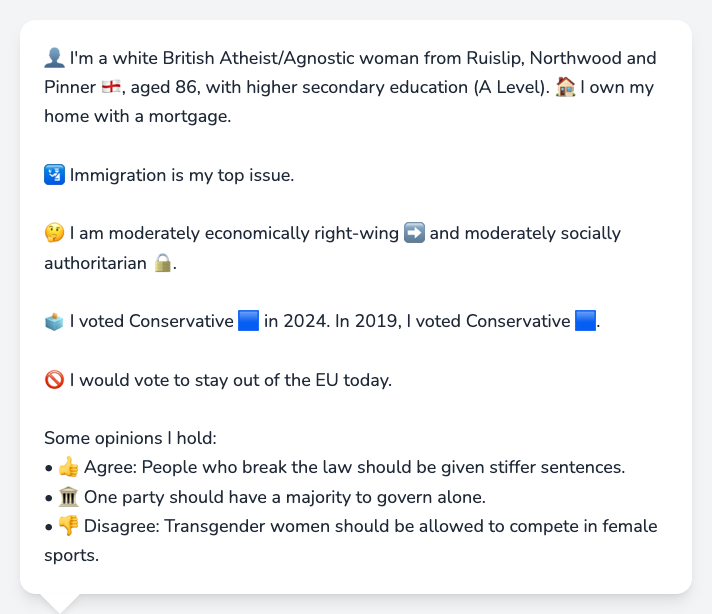 👤 I'm a white British Atheist/Agnostic woman from Ruislip, Northwood and
Pinner 🏴󠁧󠁢󠁥󠁮󠁧󠁿, aged 86, with higher secondary education (A Level). 🏠 I own my
home with a mortgage.
🛂 Immigration is my top issue.
🤔 I am moderately economically right-wing ➡️ and moderately socially
authoritarian 🔒.
🗳️ I voted Conservative 🟦 in 2024. In 2019, I voted Conservative 🟦.
🚫 I would vote to stay out of the EU today.
Some opinions I hold:
• 👍 Agree: People who break the law should be given stiffer sentences.
• 🏛️ One party should have a majority to govern alone.
• 👎 Disagree: Transgender women should be allowed to compete in female
sports.